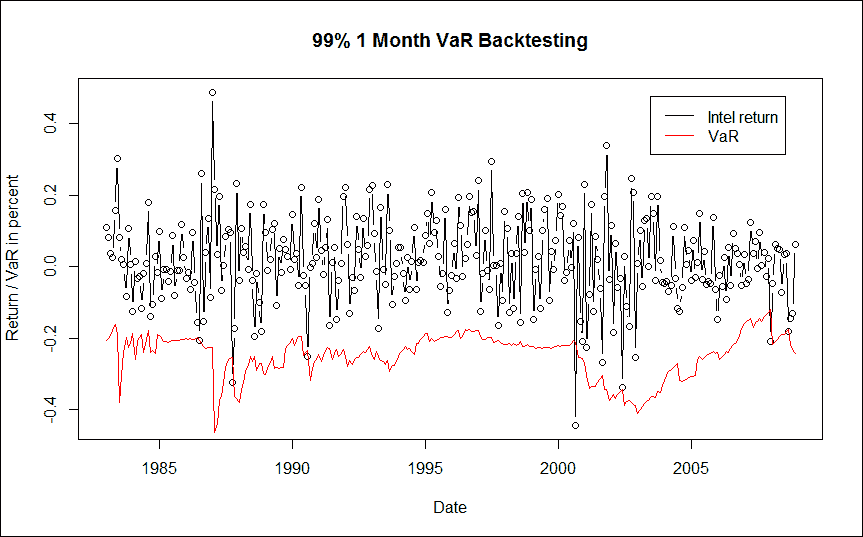 99% 1 Month VaR Backtesting
Intel return
VaR
Return / VaR in percent
0.4
0.2
0.0
-0.2
-0.4
1985
1990
1995
2000
2005
Date